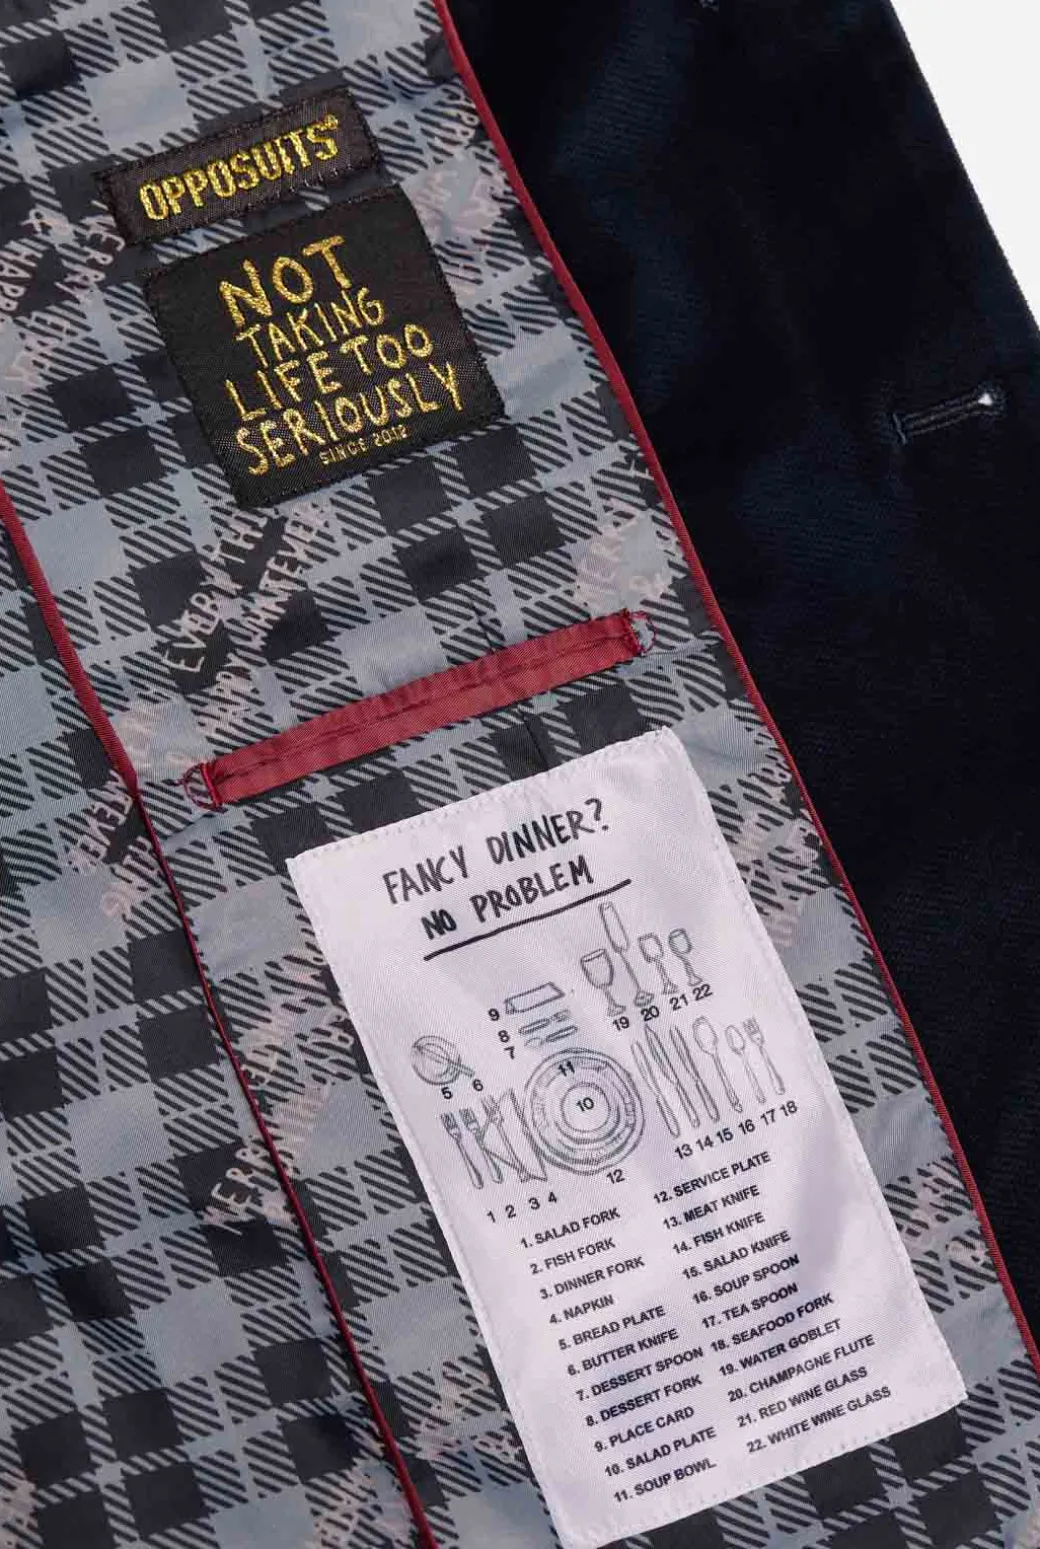 OPPOSUITS®
NOT
TAKING
LIFE TOO
SERIOUSLY
SINCE 2012
EVERYTHI
WHATEVER
FANCY DINNER?
NO PROBLEM
9
8
7
5 6
11
10
19 20 21 22
1 2 3 4
12
13 14 15 16 17 18
1. SALAD FORK
2. FISH FORK
3. DINNER FORK
4. NAPKIN
5. BREAD PLATE
6. BUTTER KNIFE
7. DESSERT SPOON
8. DESSERT FORK
9. PLACE CARD
10. SALAD PLATE
11. SOUP BOWL
12. SERVICE PLATE
13. MEAT KNIFE
14. FISH KNIFE
15. SALAD KNIFE
16. SOUP SPOON
17. TEA SPOON
18. SEAFOOD FORK
19. WATER GOBLET
20. CHAMPAGNE FLUTE
21. RED WINE GLASS
22. WHITE WINE GLASS